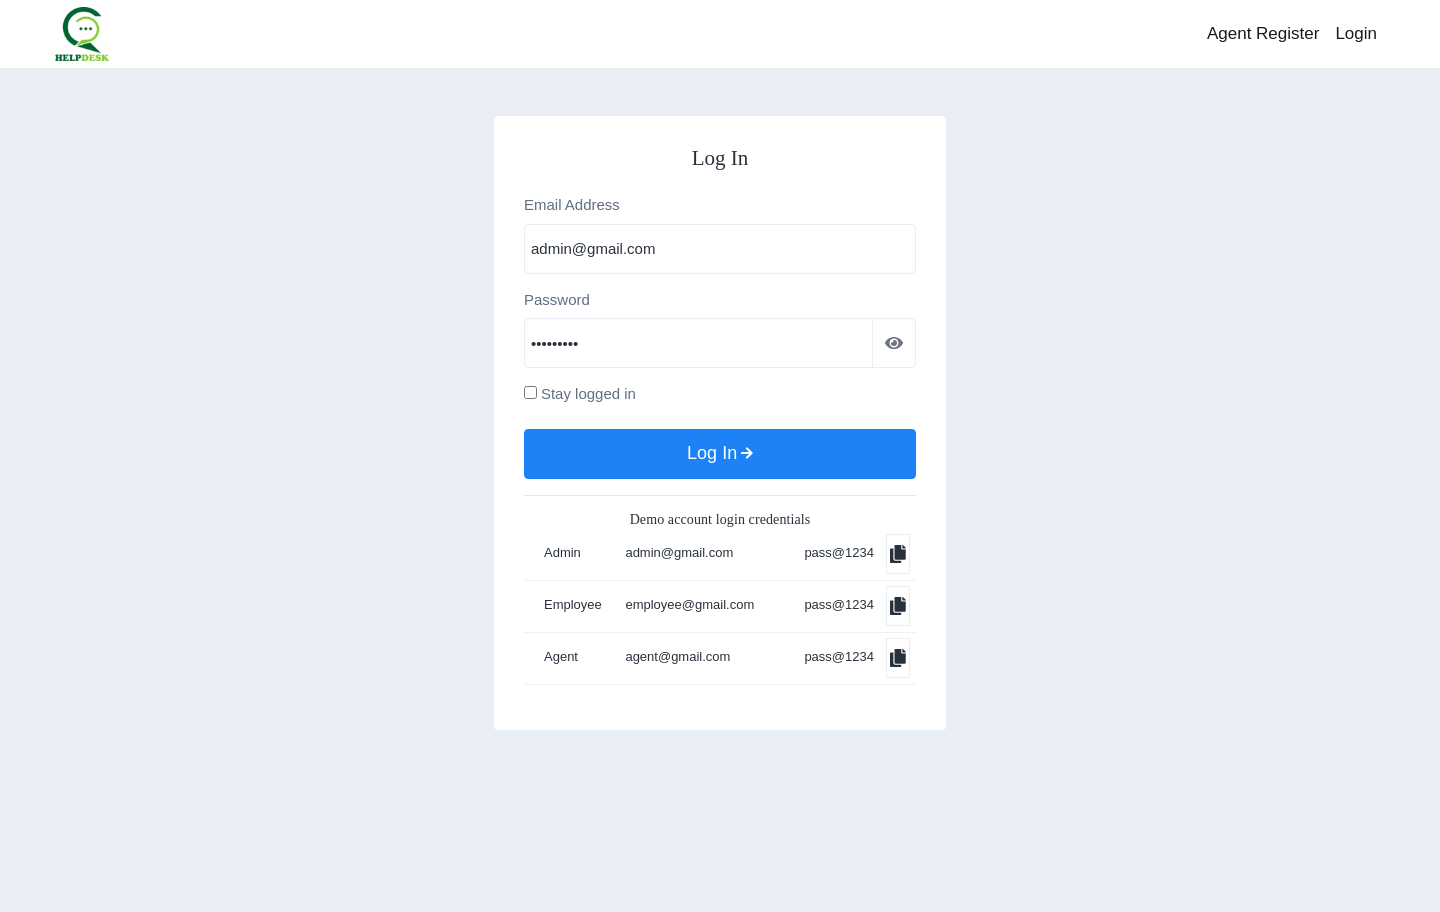 HELPDESK
Agent Register Login
Log In
Email Address
admin@gmail.com
Password
•••••••••
Stay logged in
Log In
Demo account login credentials
Admin admin@gmail.com pass@1234
Employee employee@gmail.com pass@1234
Agent agent@gmail.com pass@1234